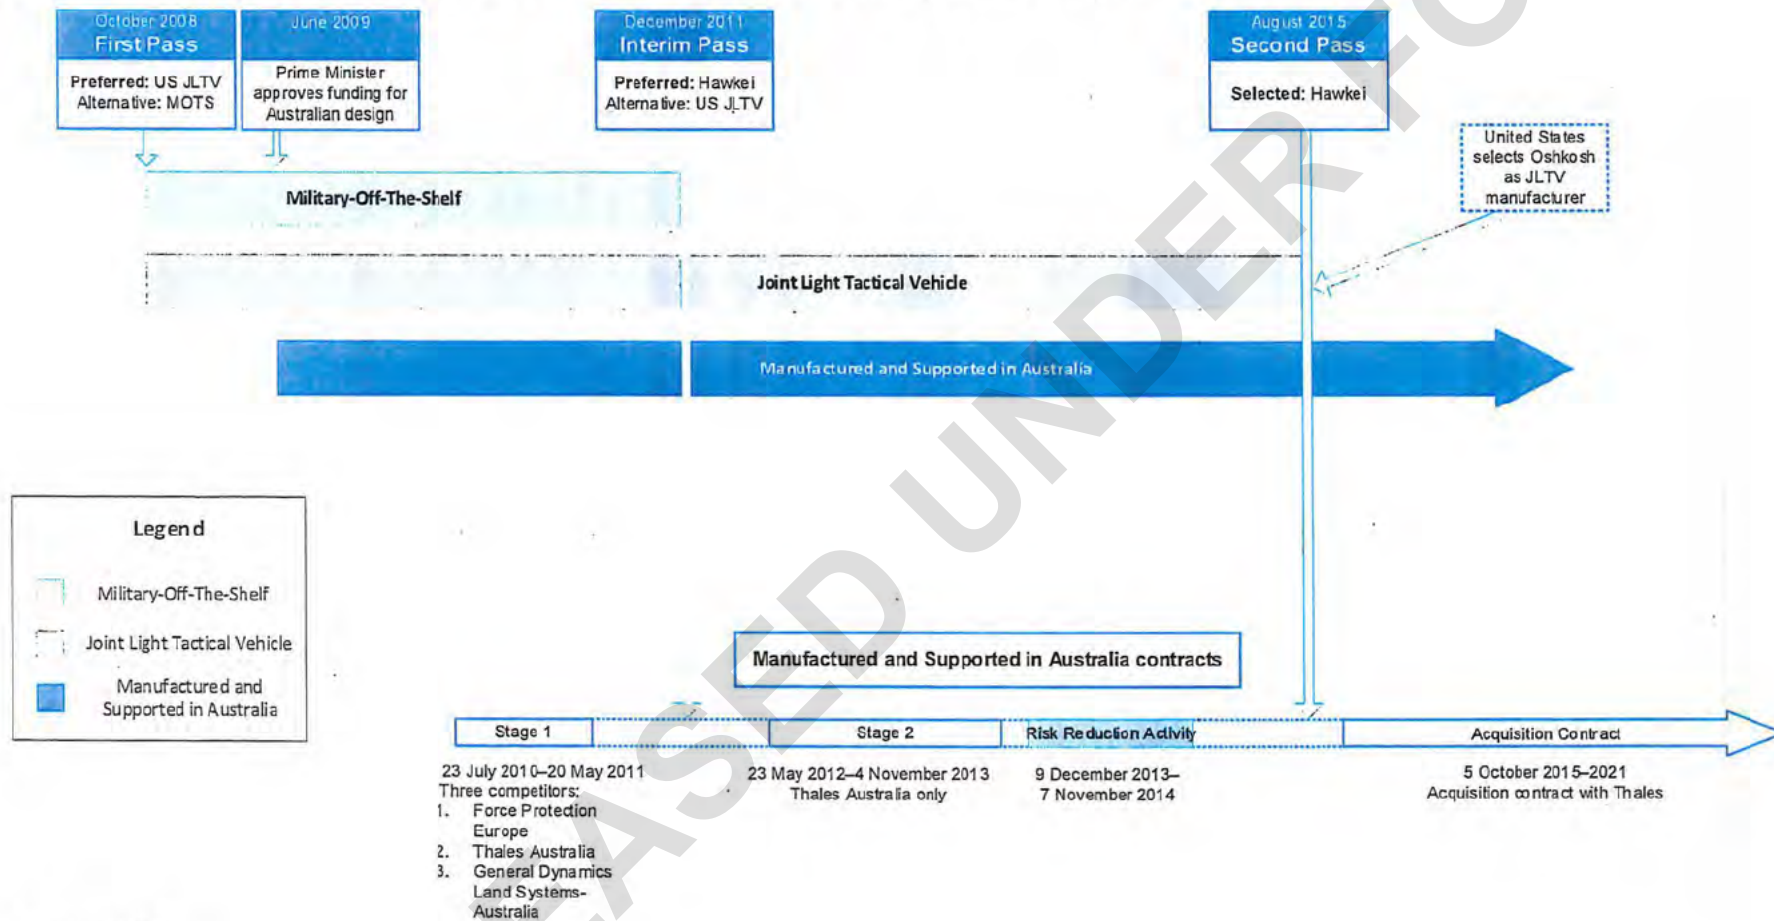 October 2008
First Pass
Preferred: US JLTV
Alternative: MOTS
June 2009
Prime Minister
approves funding for
Australian design
December 2011
Interim Pass
Preferred: Hawkei
Alternative: US JLTV
August 2015
Second Pass
Selected: Hawkei
United States
selects Oshkosh
as JLTV
manufacturer
Military-Off-The-Shelf
Joint Light Tactical Vehicle
Manufactured and Supported in Australia
Legend
Military-Off-The-Shelf
Joint Light Tactical Vehicle
Manufactured and
Supported in Australia
Manufactured and Supported in Australia contracts
Stage 1
Stage 2
Risk Reduction Activity
Acquisition Contract
23 July 2010–20 May 2011
Three competitors:
1. Force Protection
Europe
2. Thales Australia
3. General Dynamics
Land Systems-
Australia
23 May 2012–4 November 2013
Thales Australia only
9 December 2013–
7 November 2014
5 October 2015–2021
Acquisition contract with Thales
EASED UNDER FO